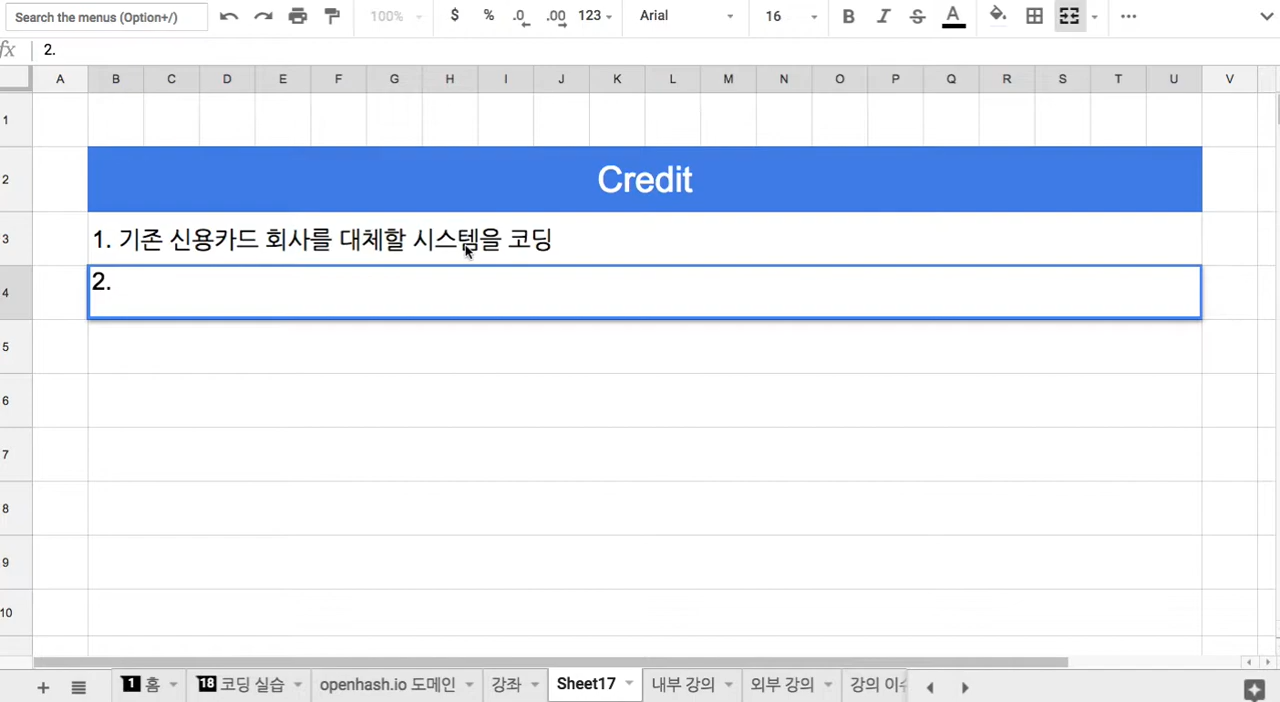 Search the menus (Option+/)
100% $ % .0 .00 123 Arial 16 B I S A
fx 2.
A B C D E F G H I J K L M N O P Q R S T U V
1
2 Credit
3 1. 기존 신용카드 회사를 대체할 시스템을 코딩
4 2.
5
6
7
8
9
10
1 홈 18 코딩 실습 openhash.io 도메인 강좌 Sheet17 내부 강의 외부 강의 강의